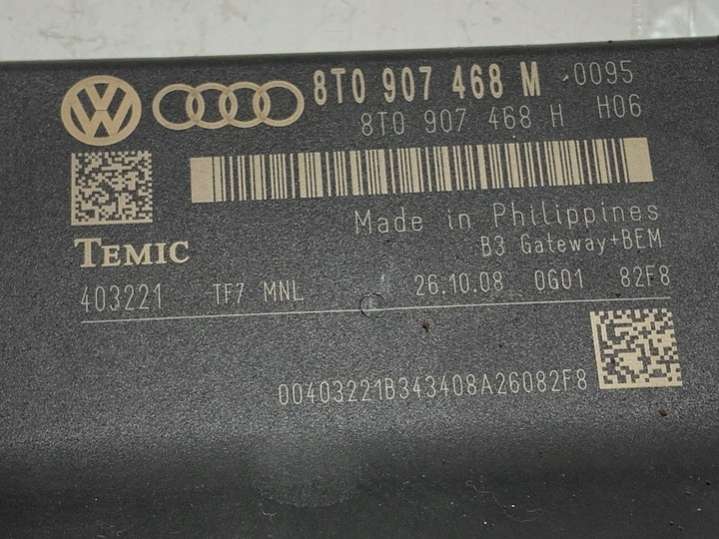 8T0 907 468 M 0095
8T0 907 468 H H06
Made in Philippines
TEMIC
B3 Gateway+BEM
403221 TF7 MNL 26.10.08 0G01 82F8
00403221B343408A26082F8